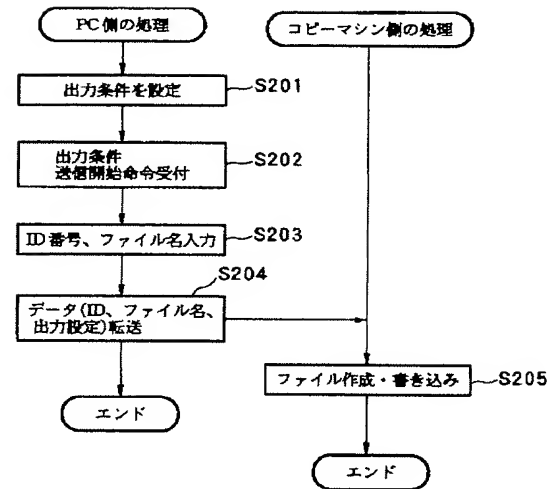 PC側の処理
コピーマシン側の処理
出力条件を設定
S201
出力条件
送信開始命令受付
S202
ID番号、ファイル名入力
S203
S204
データ(ID、ファイル名、
出力設定)転送
ファイル作成・書き込み
S205
エンド
エンド